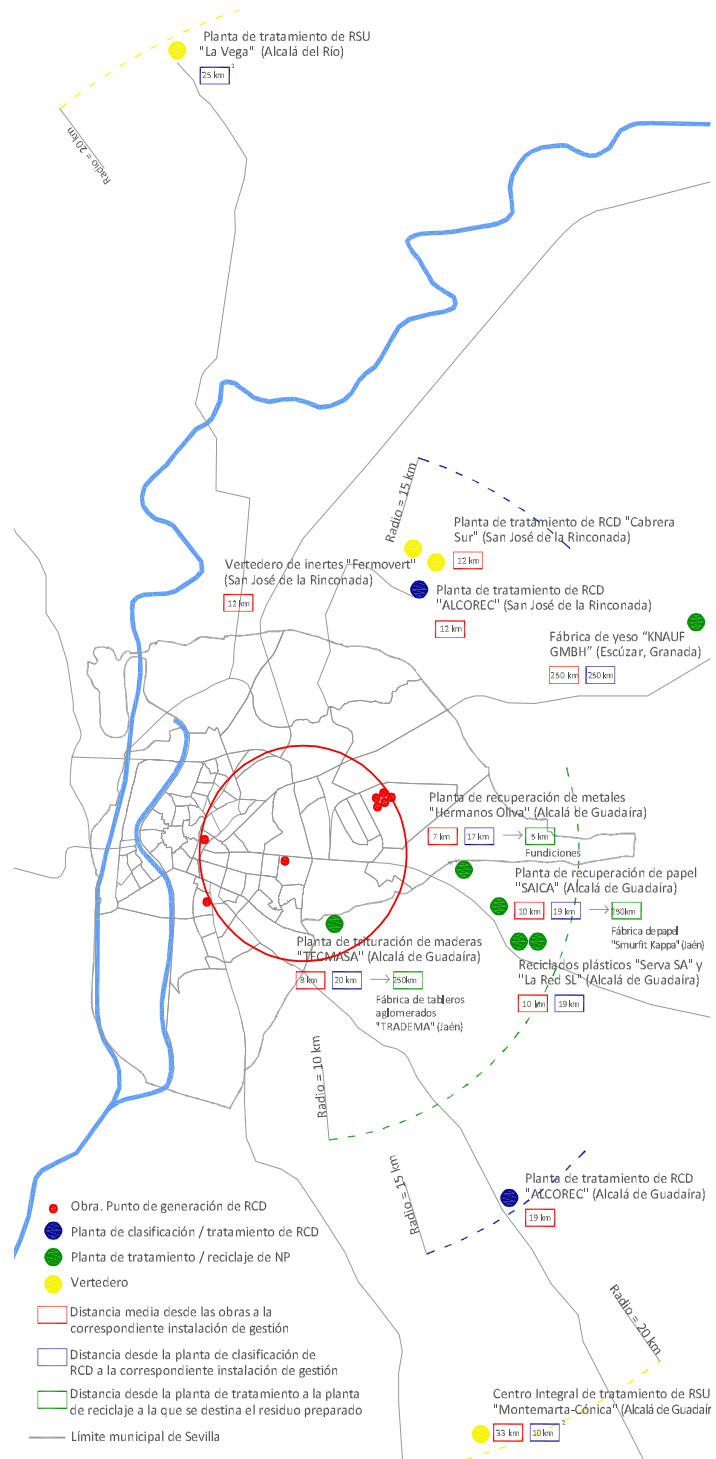 Planta de tratamiento de RSU
"La Vega" (Alcalá del Río)
25 km 1
Radio = 20 km
Radio = 15 km
Planta de tratamiento de RCD "Cabrera
Sur" (San José de la Rinconada)
12 km
Vertedero de inertes "Fermovert"
(San José de la Rinconada)
12 km
Planta de tratamiento de RCD
"ALCOREC" (San José de la Rinconada)
12 km
Fábrica de yeso “KNAUF
GMBH” (Escúzar, Granada)
250 km 250 km
Planta de recuperación de metales
"Hermanos Oliva" (Alcalá de Guadaíra)
7 km 17 km 5 km
Fundiciones
Planta de recuperación de papel
"SAICA" (Alcalá de Guadaíra)
10 km 19 km 250km
Fábrica de papel
"Smurfit Kappa" (Jaén)
Planta de trituración de maderas
"TECMASA" (Alcalá de Guadaíra)
8 km 20 km 250km
Fábrica de tableros
aglomerados
"TRADEMA" (Jaén)
Reciclados plásticos "Serva SA" y
"La Red SL" (Alcalá de Guadaíra)
10 km 19 km
Radio = 10 km
Radio = 15 km
Planta de tratamiento de RCD
"ALCOREC" (Alcalá de Guadaíra)
19 km
Radio = 20 km
Obra. Punto de generación de RCD
Planta de clasificación / tratamiento de RCD
Planta de tratamiento / reciclaje de NP
Vertedero
Distancia media desde las obras a la
correspondiente instalación de gestión
Distancia desde la planta de clasificación de
RCD a la correspondiente instalación de gestión
Distancia desde la planta de tratamiento a la planta
de reciclaje a la que se destina el residuo preparado
Límite municipal de Sevilla
Centro Integral de tratamiento de RSU
"Montemarta-Cónica" (Alcalá de Guadaír
33 km 10 km 2